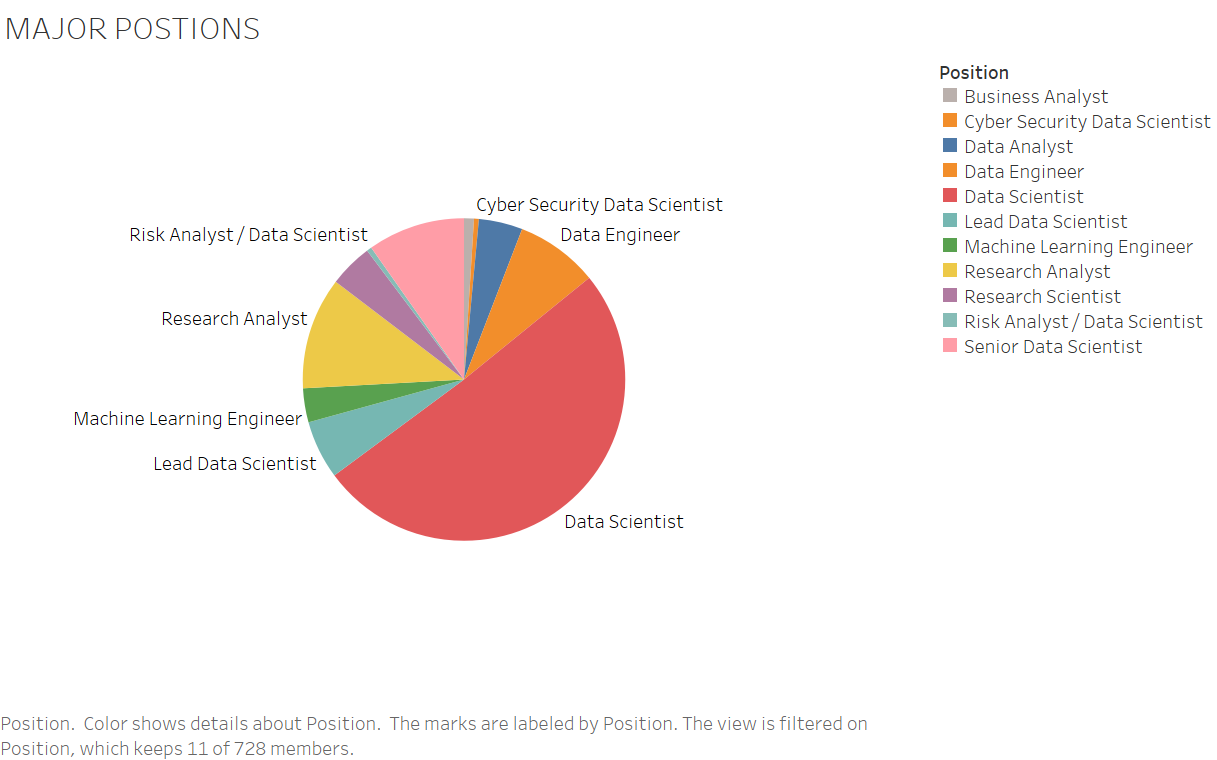 MAJOR POSTIONS
Position
Business Analyst
Cyber Security Data Scientist
Data Analyst
Data Engineer
Data Scientist
Lead Data Scientist
Machine Learning Engineer
Research Analyst
Research Scientist
Risk Analyst / Data Scientist
Senior Data Scientist
Cyber Security Data Scientist
Risk Analyst / Data Scientist
Data Engineer
Research Analyst
Machine Learning Engineer
Lead Data Scientist
Data Scientist
Position.  Color shows details about Position.  The marks are labeled by Position. The view is filtered on
Position, which keeps 11 of 728 members.